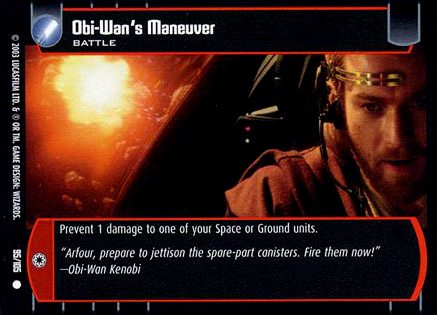 Obi-Wan's Maneuver
BATTLE
Prevent 1 damage to one of your Space or Ground units.
“Arfour, prepare to jettison the spare-part canisters. Fire them now!”
—Obi-Wan Kenobi
© 2003 LUCASFILM LTD. & ® OR TM. GAME DESIGN: WIZARDS.
95/105